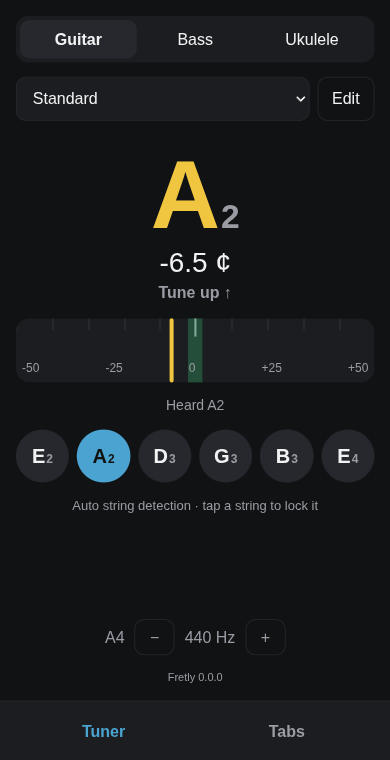 Guitar Bass Ukulele
Standard Edit
A2
-6.5 ¢
Tune up ↑
-50 -25 0 +25 +50
Heard A2
E2 A2 D3 G3 B3 E4
Auto string detection · tap a string to lock it
A4 − 440 Hz +
Fretly 0.0.0
Tuner Tabs